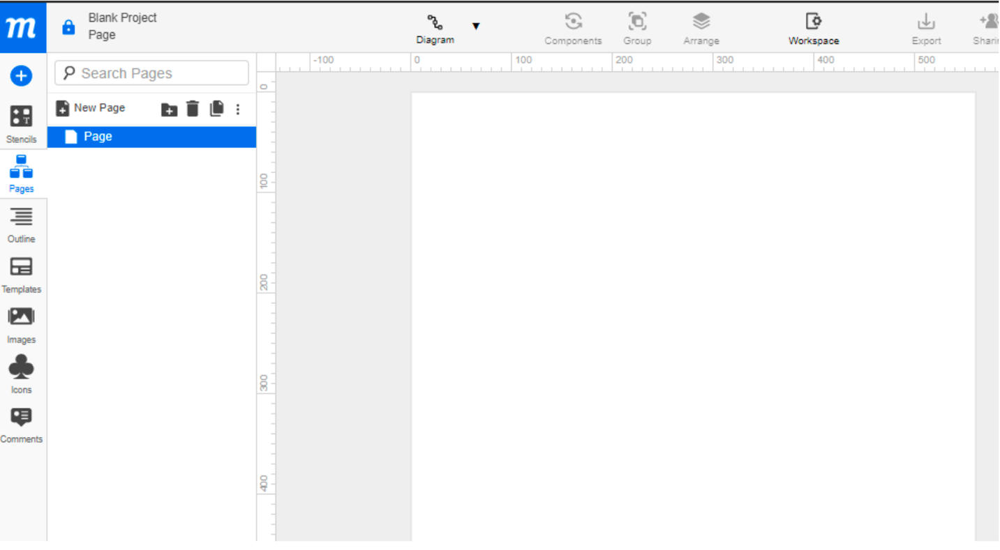 m
Blank Project
Page
Diagram
Components
Group
Arrange
Workspace
Export
Sharin
-100
0
100
200
300
400
500
Search Pages
New Page
Page
Stencils
Pages
Outline
Templates
Images
Icons
Comments
0
100
200
300
400